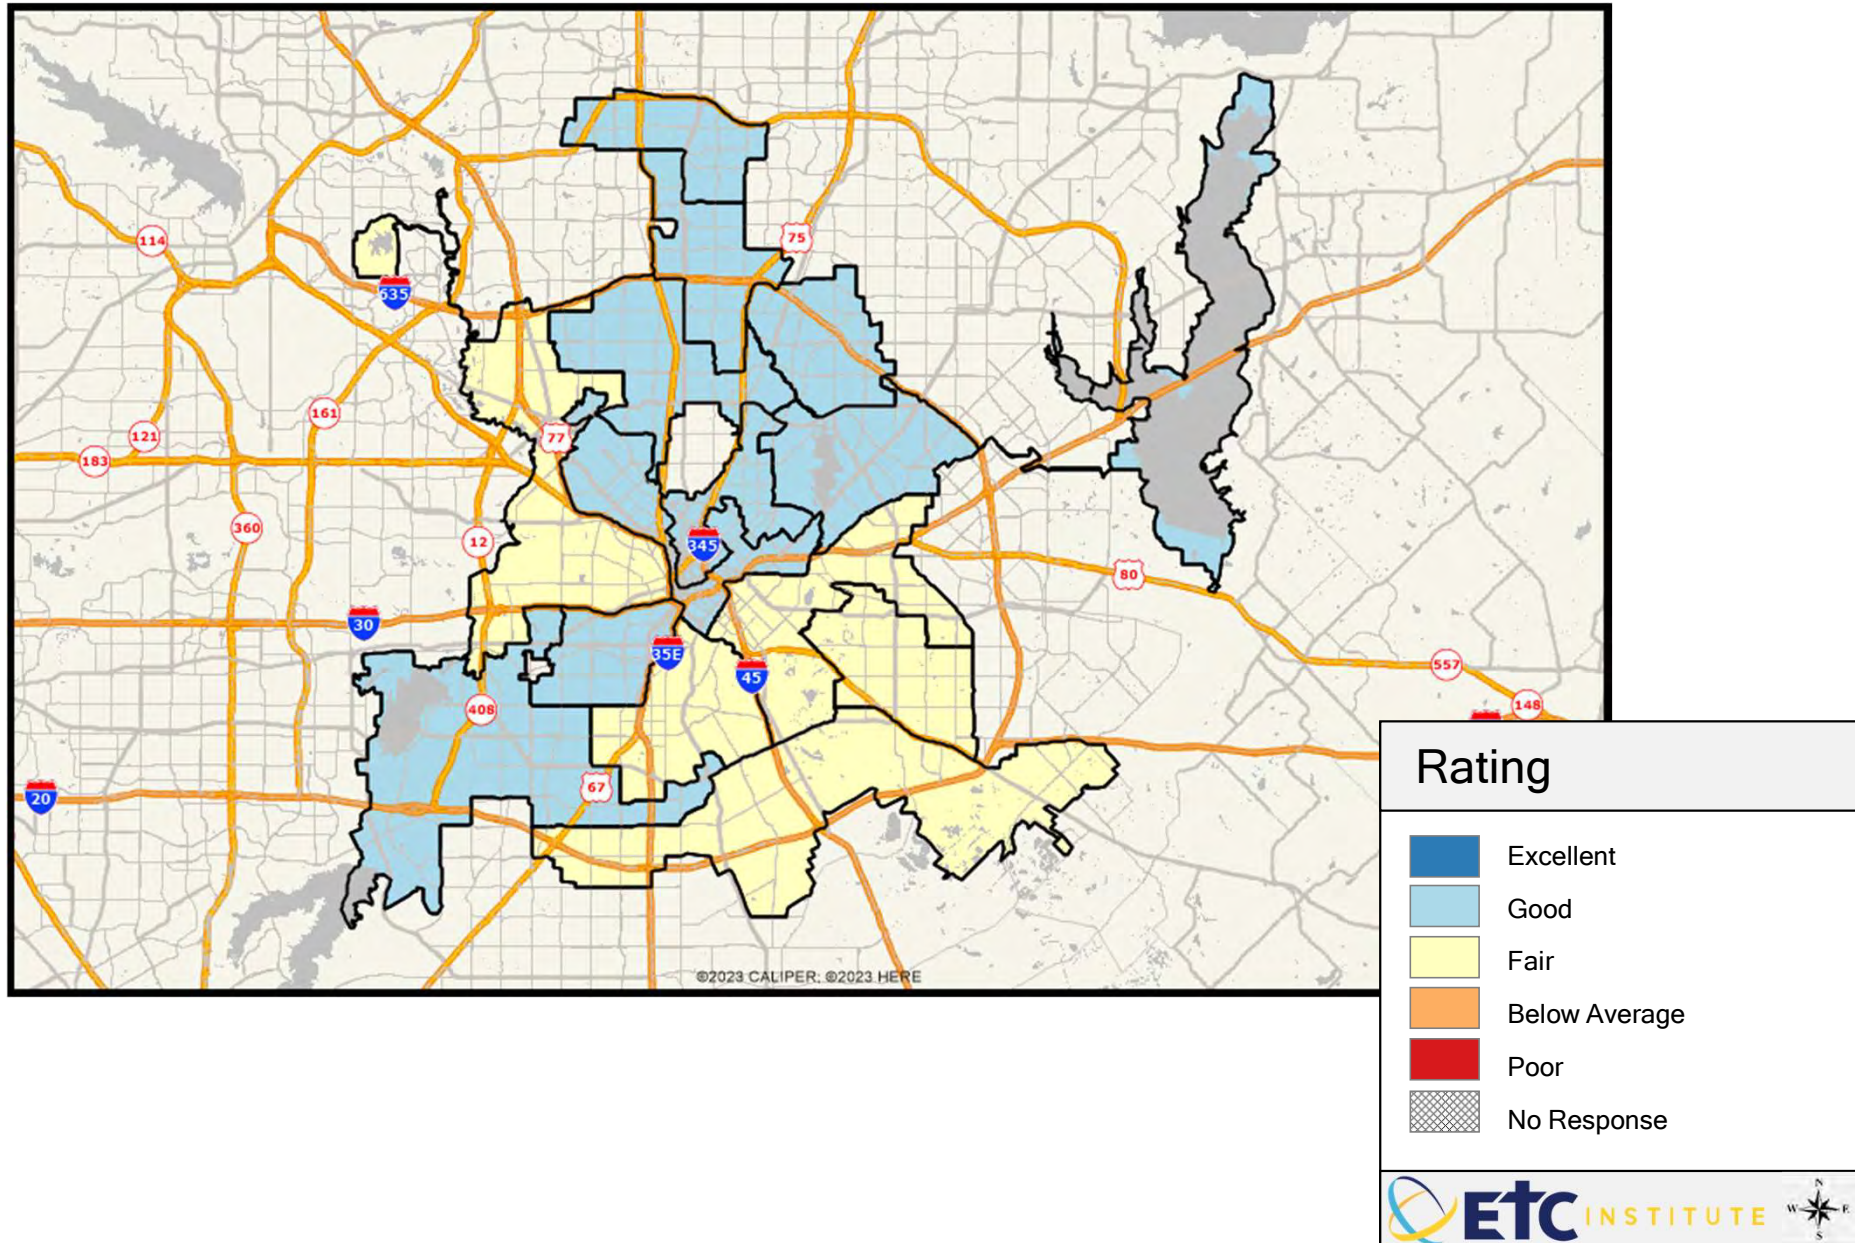 75
114
635
161
121
77
183
360
12
345
80
30
35E
45
557
408
148
67
20
©2023 CALIPER; ©2023 HERE
Rating
Excellent
Good
Fair
Below Average
Poor
No Response
N
W E
S
ETC INSTITUTE